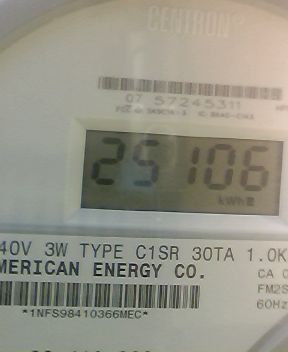 CENTRON®
07 57245311
25106
kWh
40V 3W TYPE C1SR 30TA 1.0K
MERICAN ENERGY CO.
CA
FM2S
60Hz
*1NFS98410366MEC*